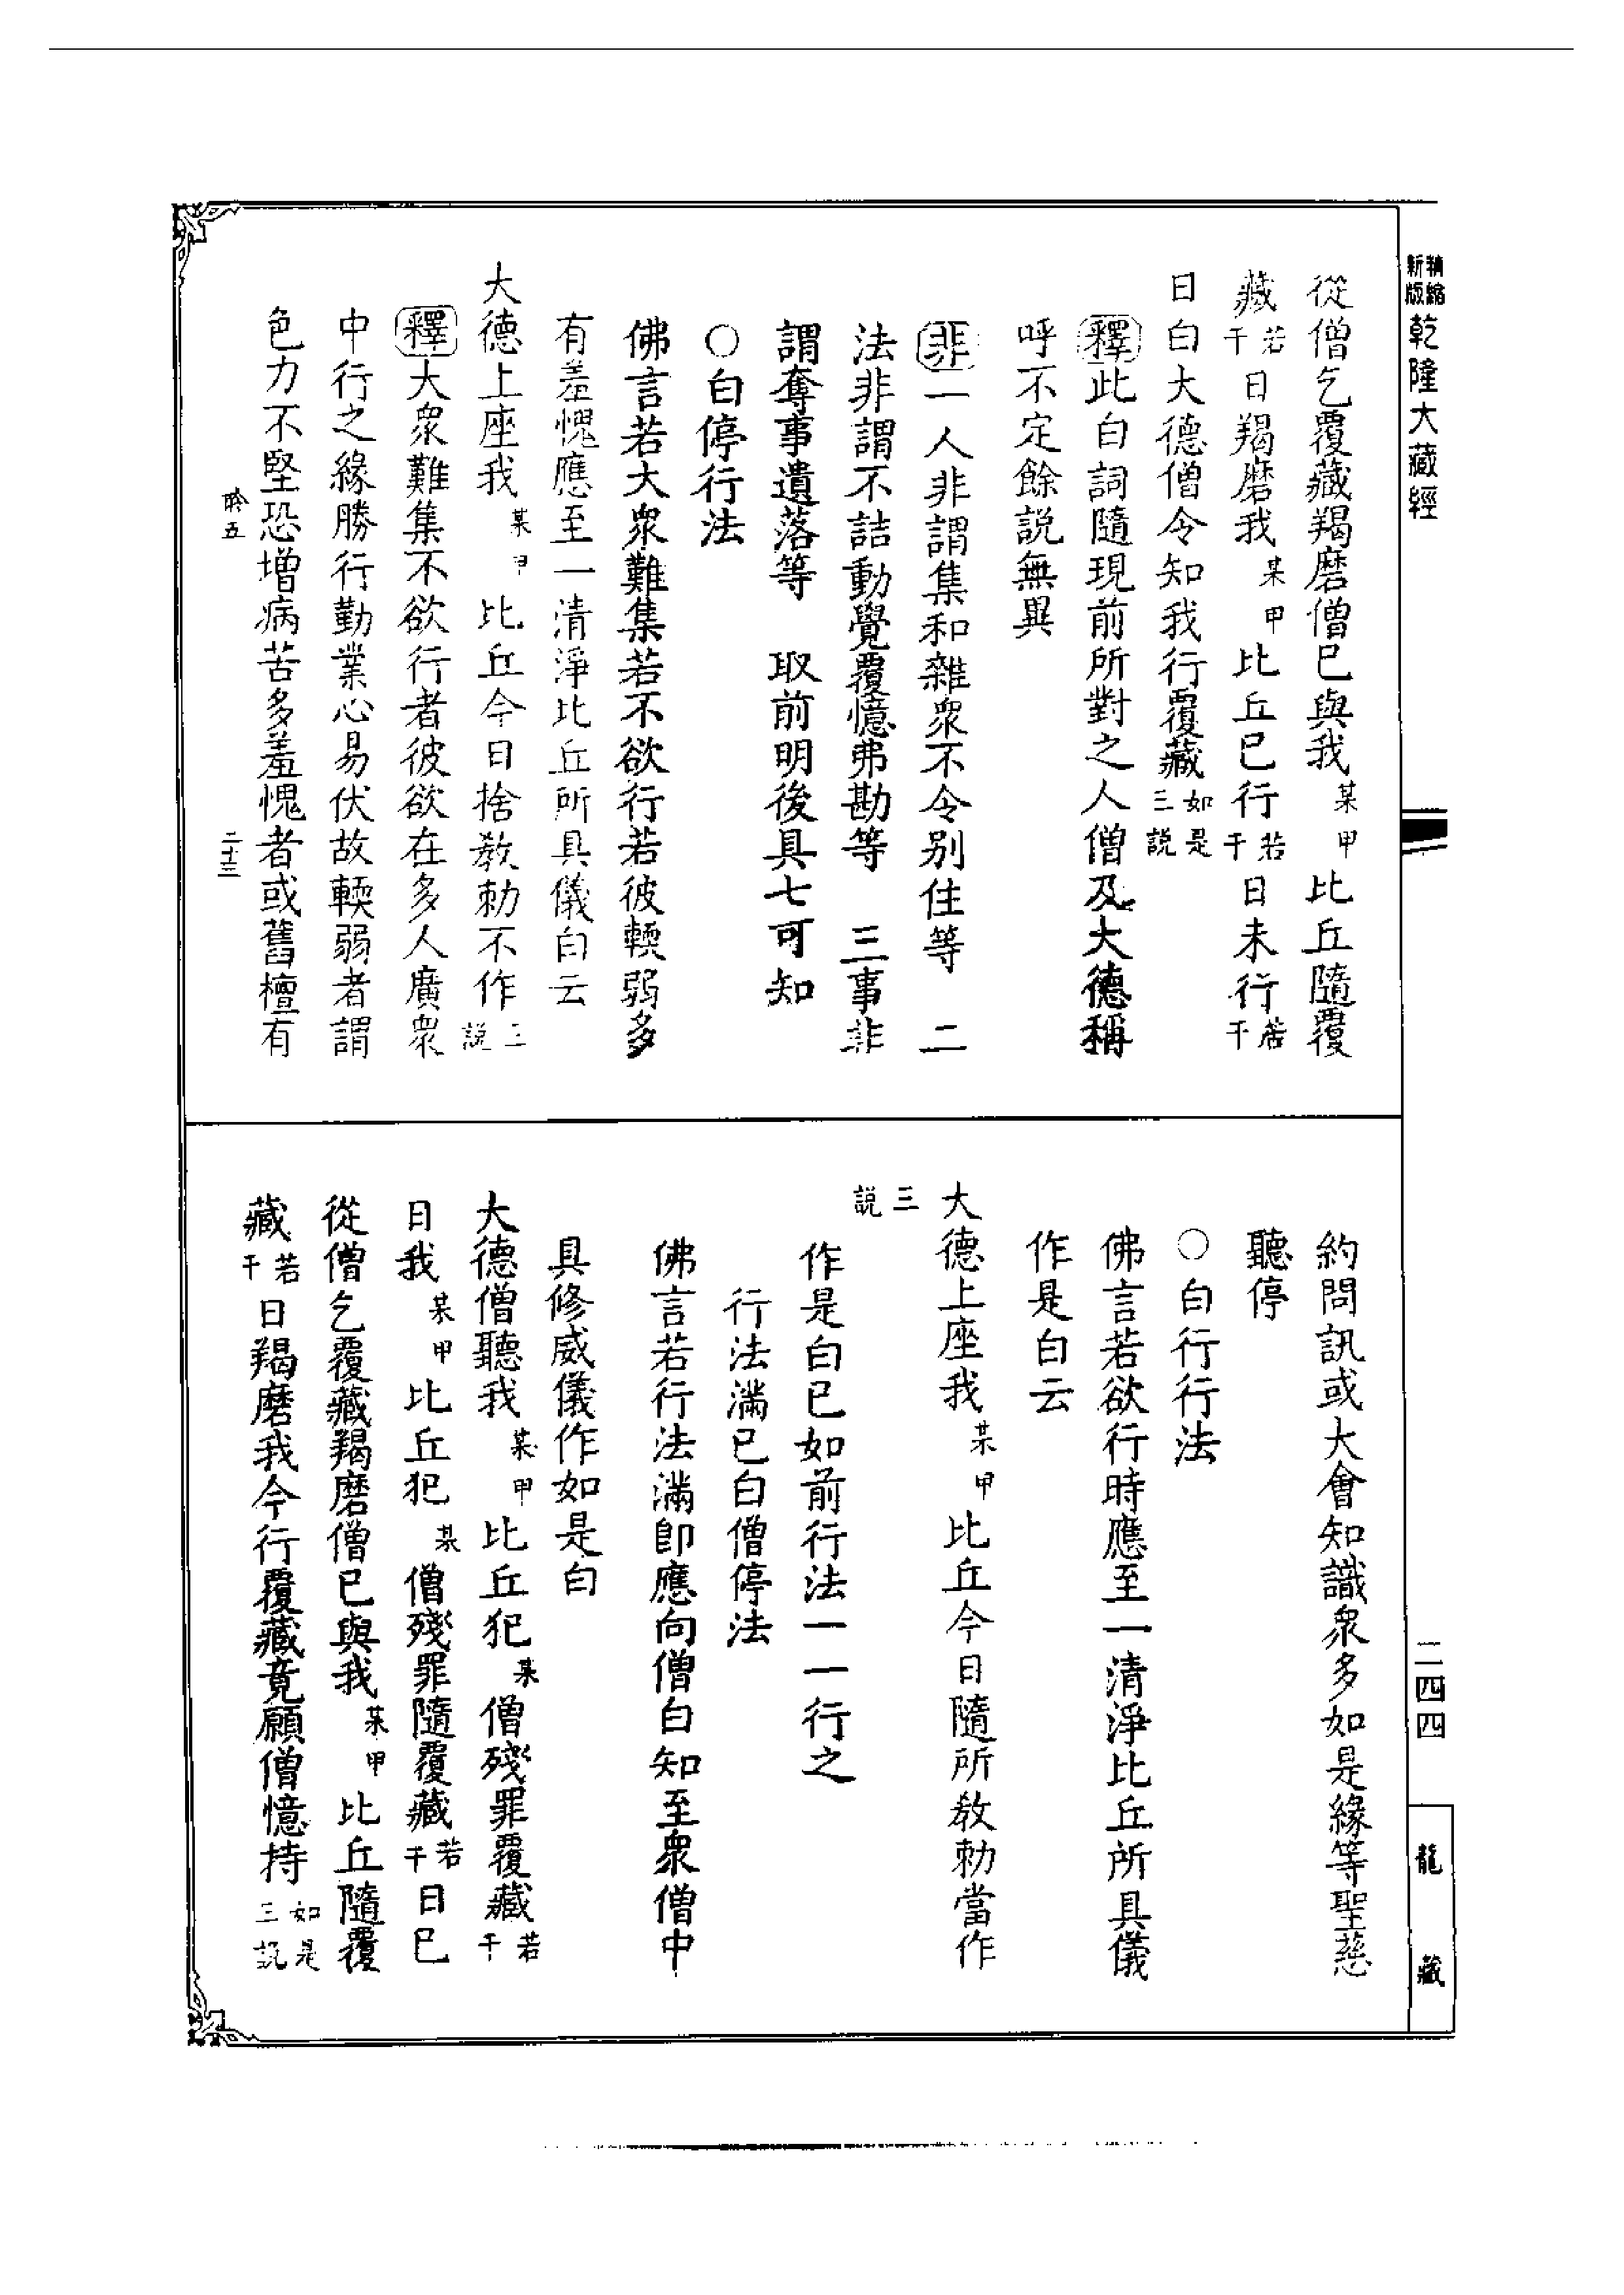 精縮
新版
乾隆大藏經
從僧乞覆藏羯磨僧已與我某甲比丘隨覆
藏若干日羯磨我某甲比丘已行若干日未行若干
日白大德僧令知我行覆藏如是三說
釋此白詞隨現前所對之人僧及大德稱
呼不定餘説無異
非一人非謂集和雜眾不令别住等　二
法非謂不詰動覺覆憶弗勘等　三事非
謂奪事遺落等　取前明後具七可知
○白停行法
佛言若大眾難集若不欲行若彼輭弱多
有羞愧應至一清淨比丘所具儀白云
大德上座我某甲比丘今日捨教勅不作三説
釋大眾難集不欲行者彼欲在多人廣眾
中行之緣勝行勤業心易伏故輭弱者謂
色力不堅恐增病苦多羞愧者或舊檀有
聆五
二十三
約問訊或大會知識眾多如是緣等聖慈
聽停
○白行行法
佛言若欲行時應至一清淨比丘所具儀
作是白云
大德上座我某甲比丘今日隨所教勅當作
三説
作是白已如前行法一一行之
行法滿已白僧停法
佛言若行法滿即應向僧白知至眾僧中
具修威儀作如是白
大德僧聽我某甲比丘犯某僧殘罪覆藏若干
日我某甲比丘犯某僧殘罪隨覆藏若干日已
從僧乞覆藏羯磨僧已與我某甲比丘隨覆
藏若干日羯磨我今行覆藏竟願僧憶持如是三説
二四四
龍藏